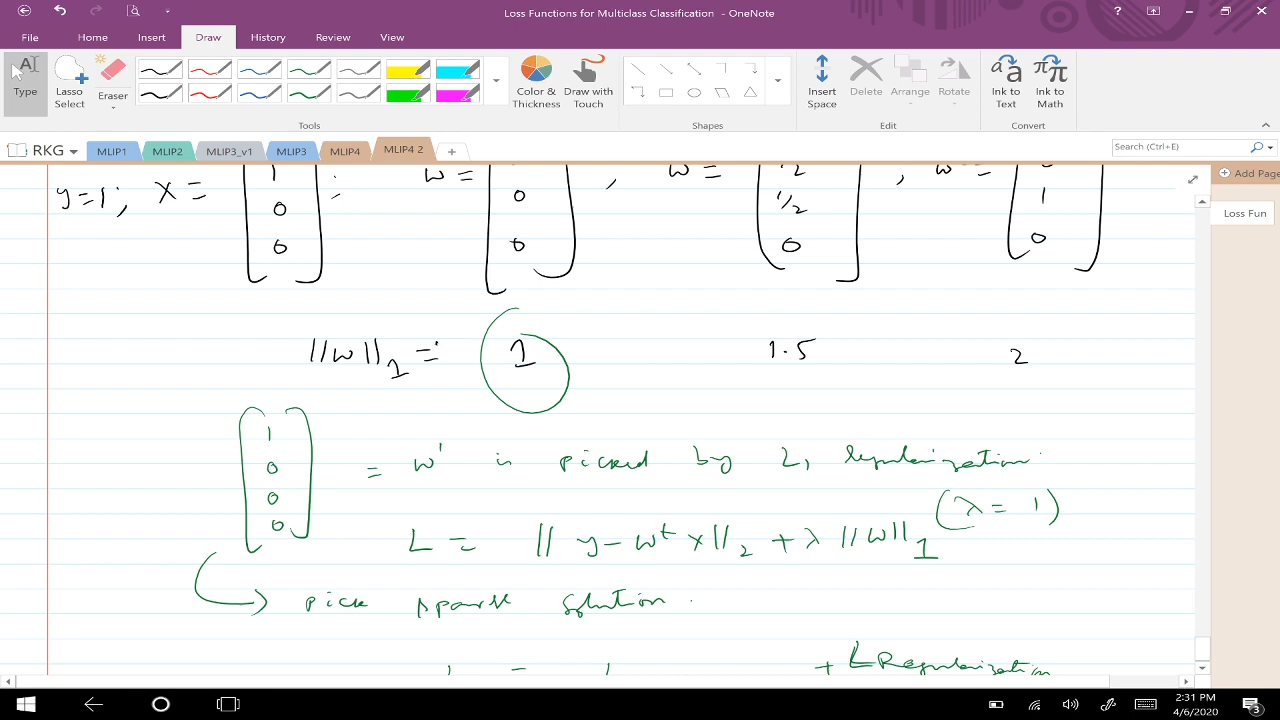 Loss Functions for Multiclass Classification - OneNote
File Home Insert Draw History Review View
Type
Lasso Select
Eraser
Color & Thickness
Draw with Touch
Insert Space
Delete
Arrange
Rotate
Ink to Text
Ink to Math
Tools Shapes Edit Convert
RKG MLIP1 MLIP2 MLIP3_v1 MLIP3 MLIP4 MLIP4 2
Search (Ctrl+E)
Add Page
Loss Fun
y=1; X = [1 0 0] : w = [0 0] , w = [1/2 1/2 0] , w = [1 0]
||w||1 = 1 1.5 2
[1 0 0 0] = w' is picked by L1 regularization.
(λ = 1)
L = || y - w^t x ||2 + λ ||w||1
pick sparse solution.
+ L Regularization
2:31 PM
4/6/2020
3